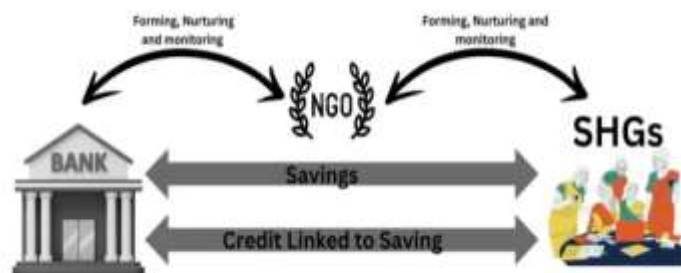 Forming, Nurturing
and monitoring
Forming, Nurturing and
monitoring
NGO
SHGs
BANK
Savings
Credit Linked to Saving